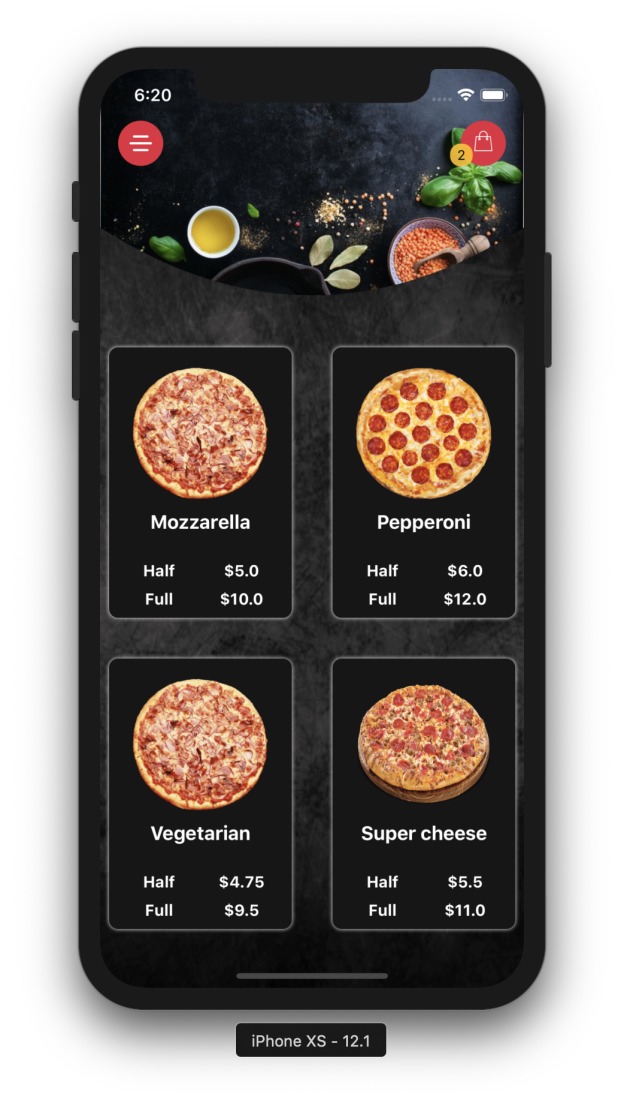 6:20
2
Mozzarella
Pepperoni
Half $5.0
Full $10.0
Half $6.0
Full $12.0
Vegetarian
Super cheese
Half $4.75
Full $9.5
Half $5.5
Full $11.0
iPhone XS - 12.1